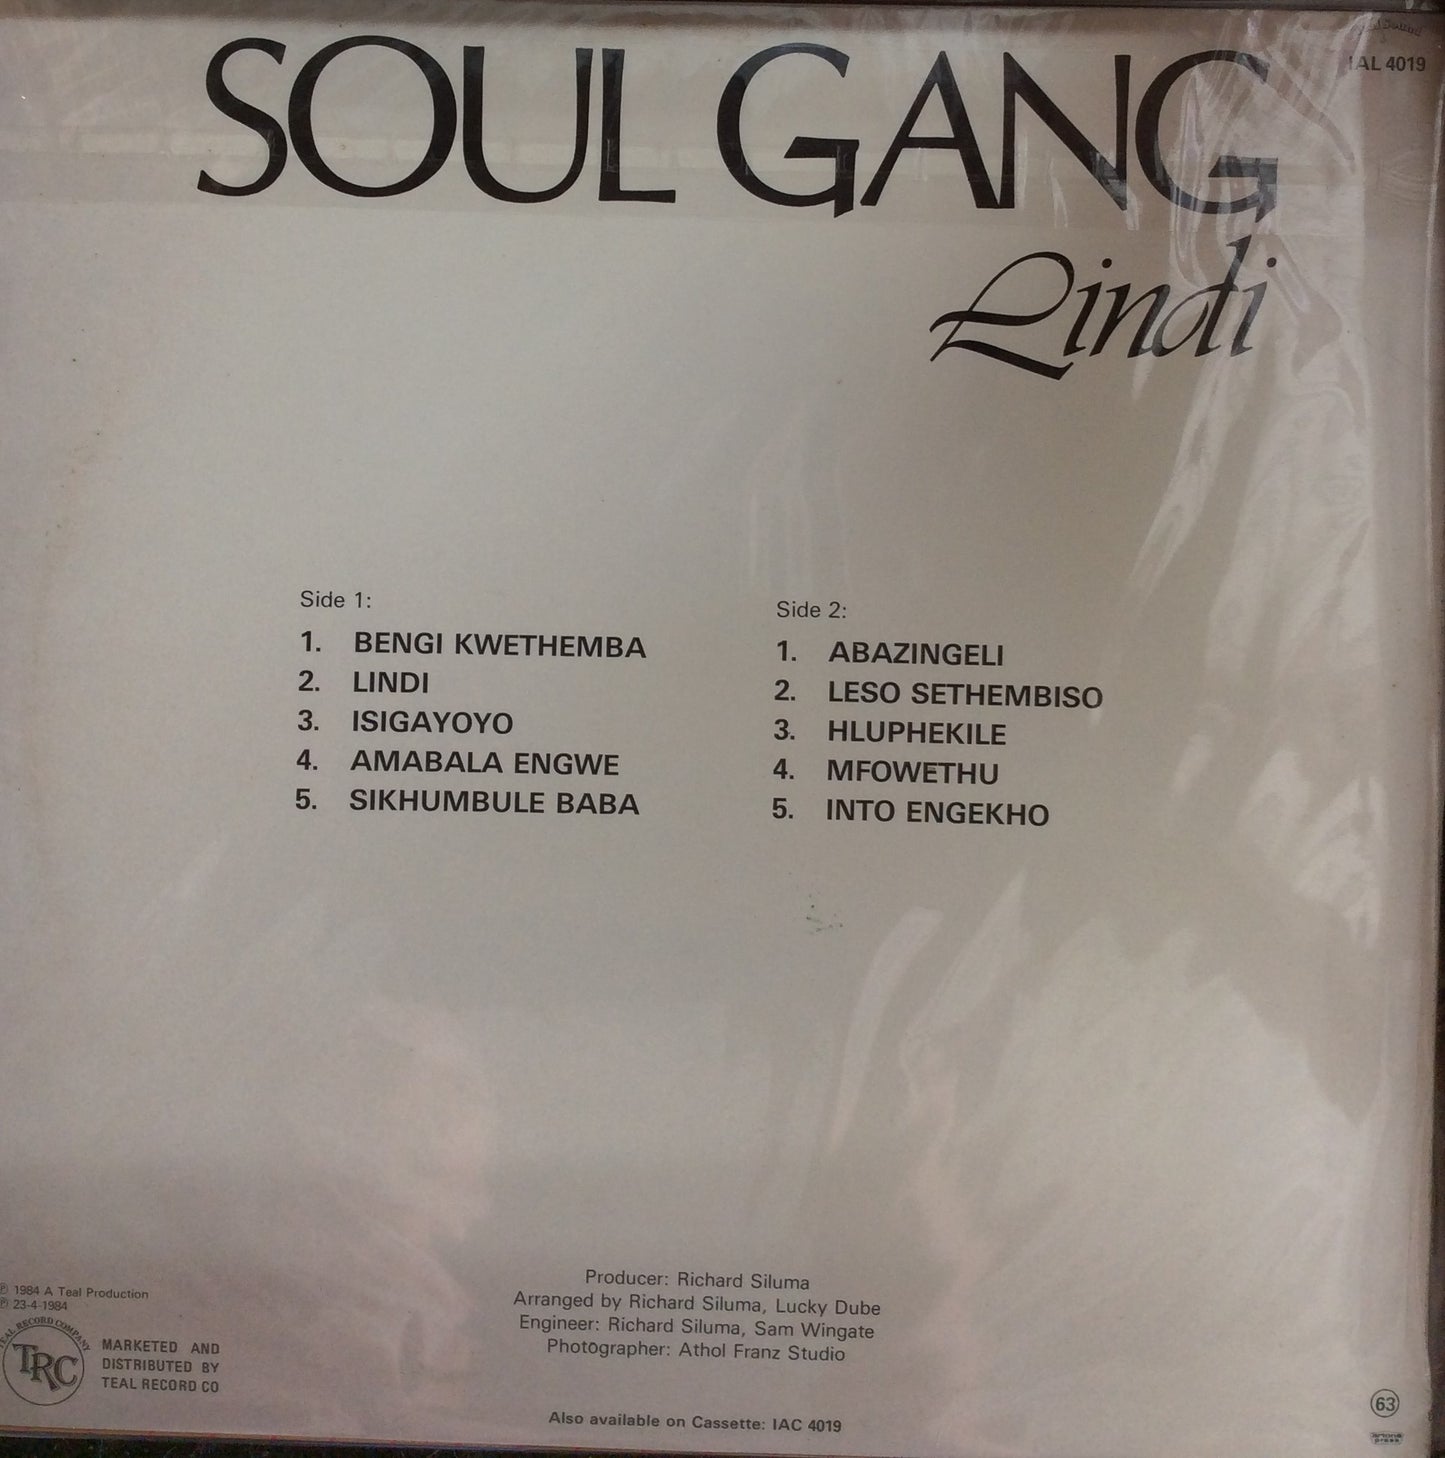 SOUL GANG
IAL 4019
Lindi
Side 1:
1. BENGI KWETHEMBA
2. LINDI
3. ISIGAYOYO
4. AMABALA ENGWE
5. SIKHUMBULE BABA
Side 2:
1. ABAZINGELI
2. LESO SETHEMBISO
3. HLUPHEKILE
4. MFOWETHU
5. INTO ENGEKHO
℗ 1984 A Teal Production
℗ 23-4-1984
TEAL RECORD COMPANY
TRC
MARKETED AND
DISTRIBUTED BY
TEAL RECORD CO
Producer: Richard Siluma
Arranged by Richard Siluma, Lucky Dube
Engineer: Richard Siluma, Sam Wingate
Photographer: Athol Franz Studio
Also available on Cassette: IAC 4019
63
press